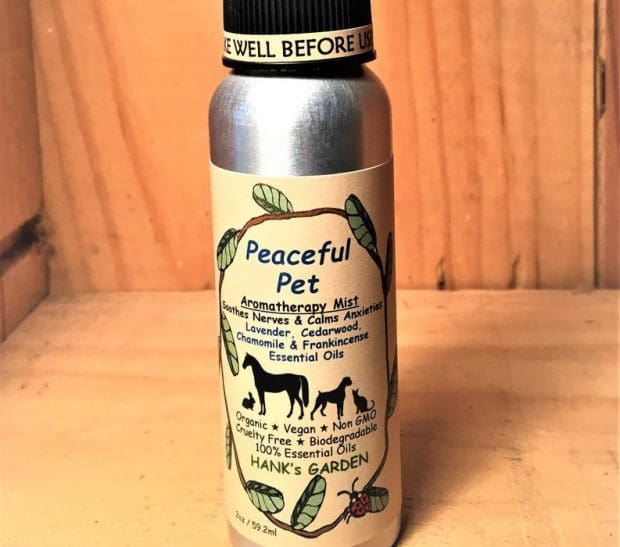 WELL BEFORE
Peaceful
Pet
Aromatherapy Mist
Soothes Nerves & Calms Anxieties
Lavender, Cedarwood,
Chamomile & Frankincense
Essential Oils
Organic ★ Vegan ★ Non GMO
Cruelty Free ★ Biodegradable
100% Essential Oils
HANK's GARDEN
2oz / 59.2ml